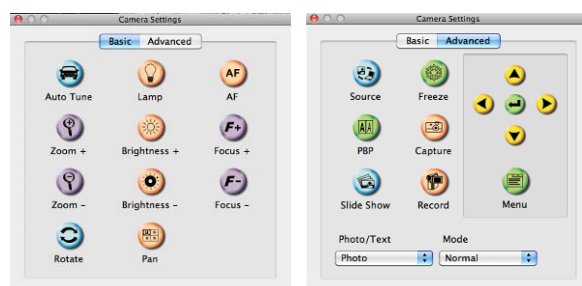 Camera Settings
Basic Advanced
AF
Auto Tune Lamp AF
F+
Zoom + Brightness + Focus +
F-
Zoom - Brightness - Focus -
Rotate Pan
Camera Settings
Basic Advanced
Source Freeze
AA
PBP Capture
Slide Show Record Menu
Photo/Text Mode
Photo Normal